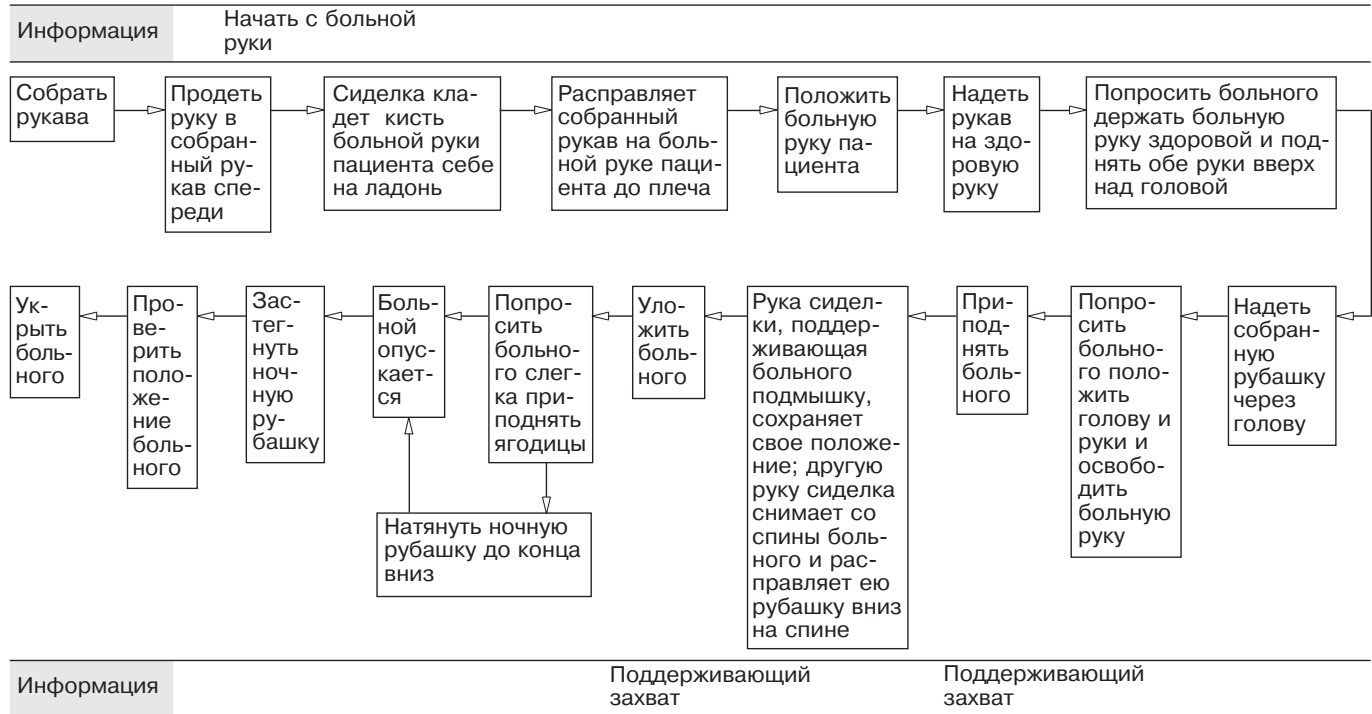 Информация
Начать с больной
руки
Собрать
рукава
Продеть
руку в
собран-
ный ру-
кав спе-
реди
Сиделка кла-
дет кисть
больной руки
пациента себе
на ладонь
Расправляет
собранный
рукав на боль-
ной руке паци-
ента до плеча
Положить
больную
руку па-
циента
Надеть
рукав
на здо-
ровую
руку
Попросить больного
держать больную
руку здоровой и под-
нять обе руки вверх
над головой
Надеть
собран-
ную
рубашку
через
голову
Попро-
сить
больно-
го поло-
жить
голову и
руки и
освобо-
дить
больную
руку
При-
под-
нять
боль-
ного
Рука сидел-
ки, поддер-
живающая
больного
подмышку,
сохраняет
свое положе-
ние; другую
руку сиделка
снимает со
спины боль-
ного и рас-
правляет ею
рубашку вниз
на спине
Уло-
жить
боль-
ного
Попро-
сить
больно-
го слег-
ка при-
поднять
ягодицы
Натянуть ночную
рубашку до конца
вниз
Боль-
ной
опус-
кает-
ся
Зас-
тег-
нуть
ноч-
ную
ру-
башку
Про-
ве-
рить
поло-
же-
ние
боль-
ного
Ук-
рыть
боль-
ного
Информация
Поддерживающий
захват
Поддерживающий
захват